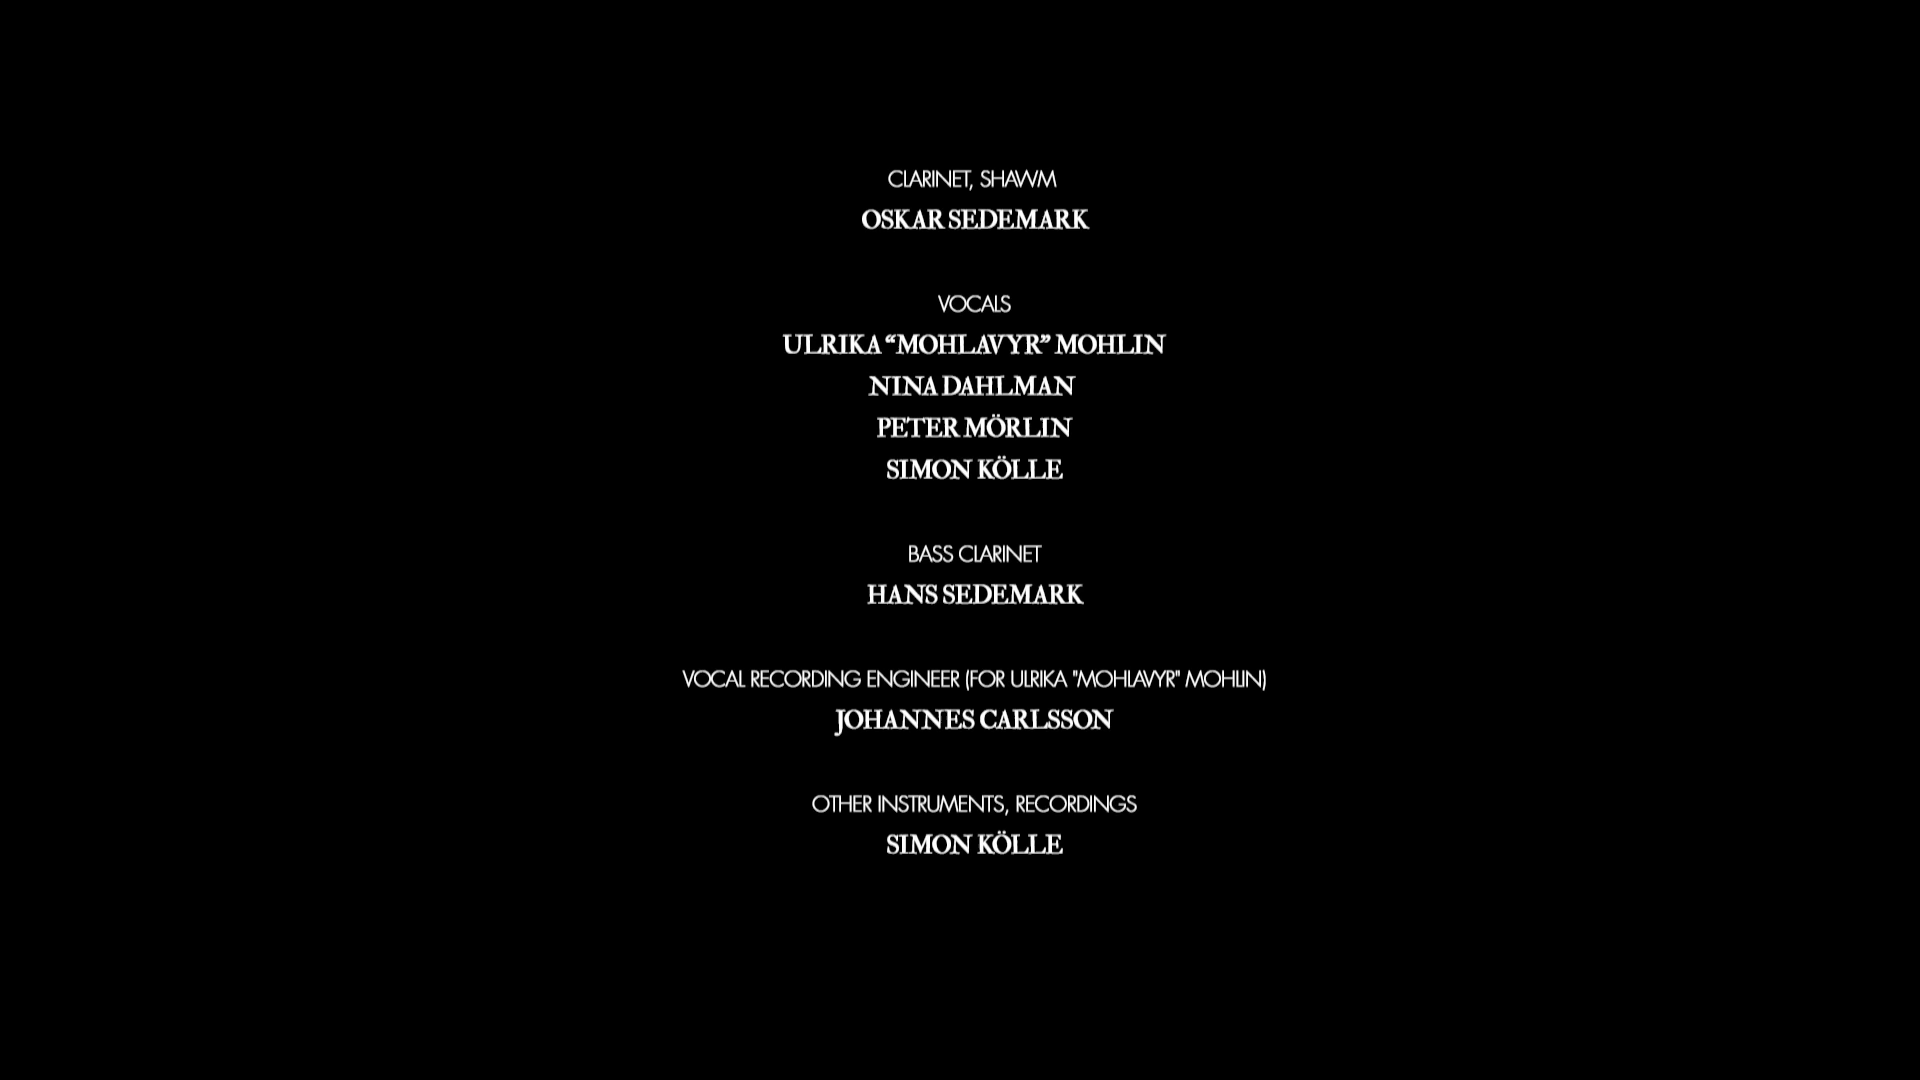 CLARINET, SHAWM
OSKAR SEDEMARK
VOCALS
ULRIKA “MOHLAVYR” MOHLIN
NINA DAHLMAN
PETER MÖRLIN
SIMON KÖLLE
BASS CLARINET
HANS SEDEMARK
VOCAL RECORDING ENGINEER (FOR ULRIKA "MOHLAVYR" MOHLIN)
JOHANNES CARLSSON
OTHER INSTRUMENTS, RECORDINGS
SIMON KÖLLE